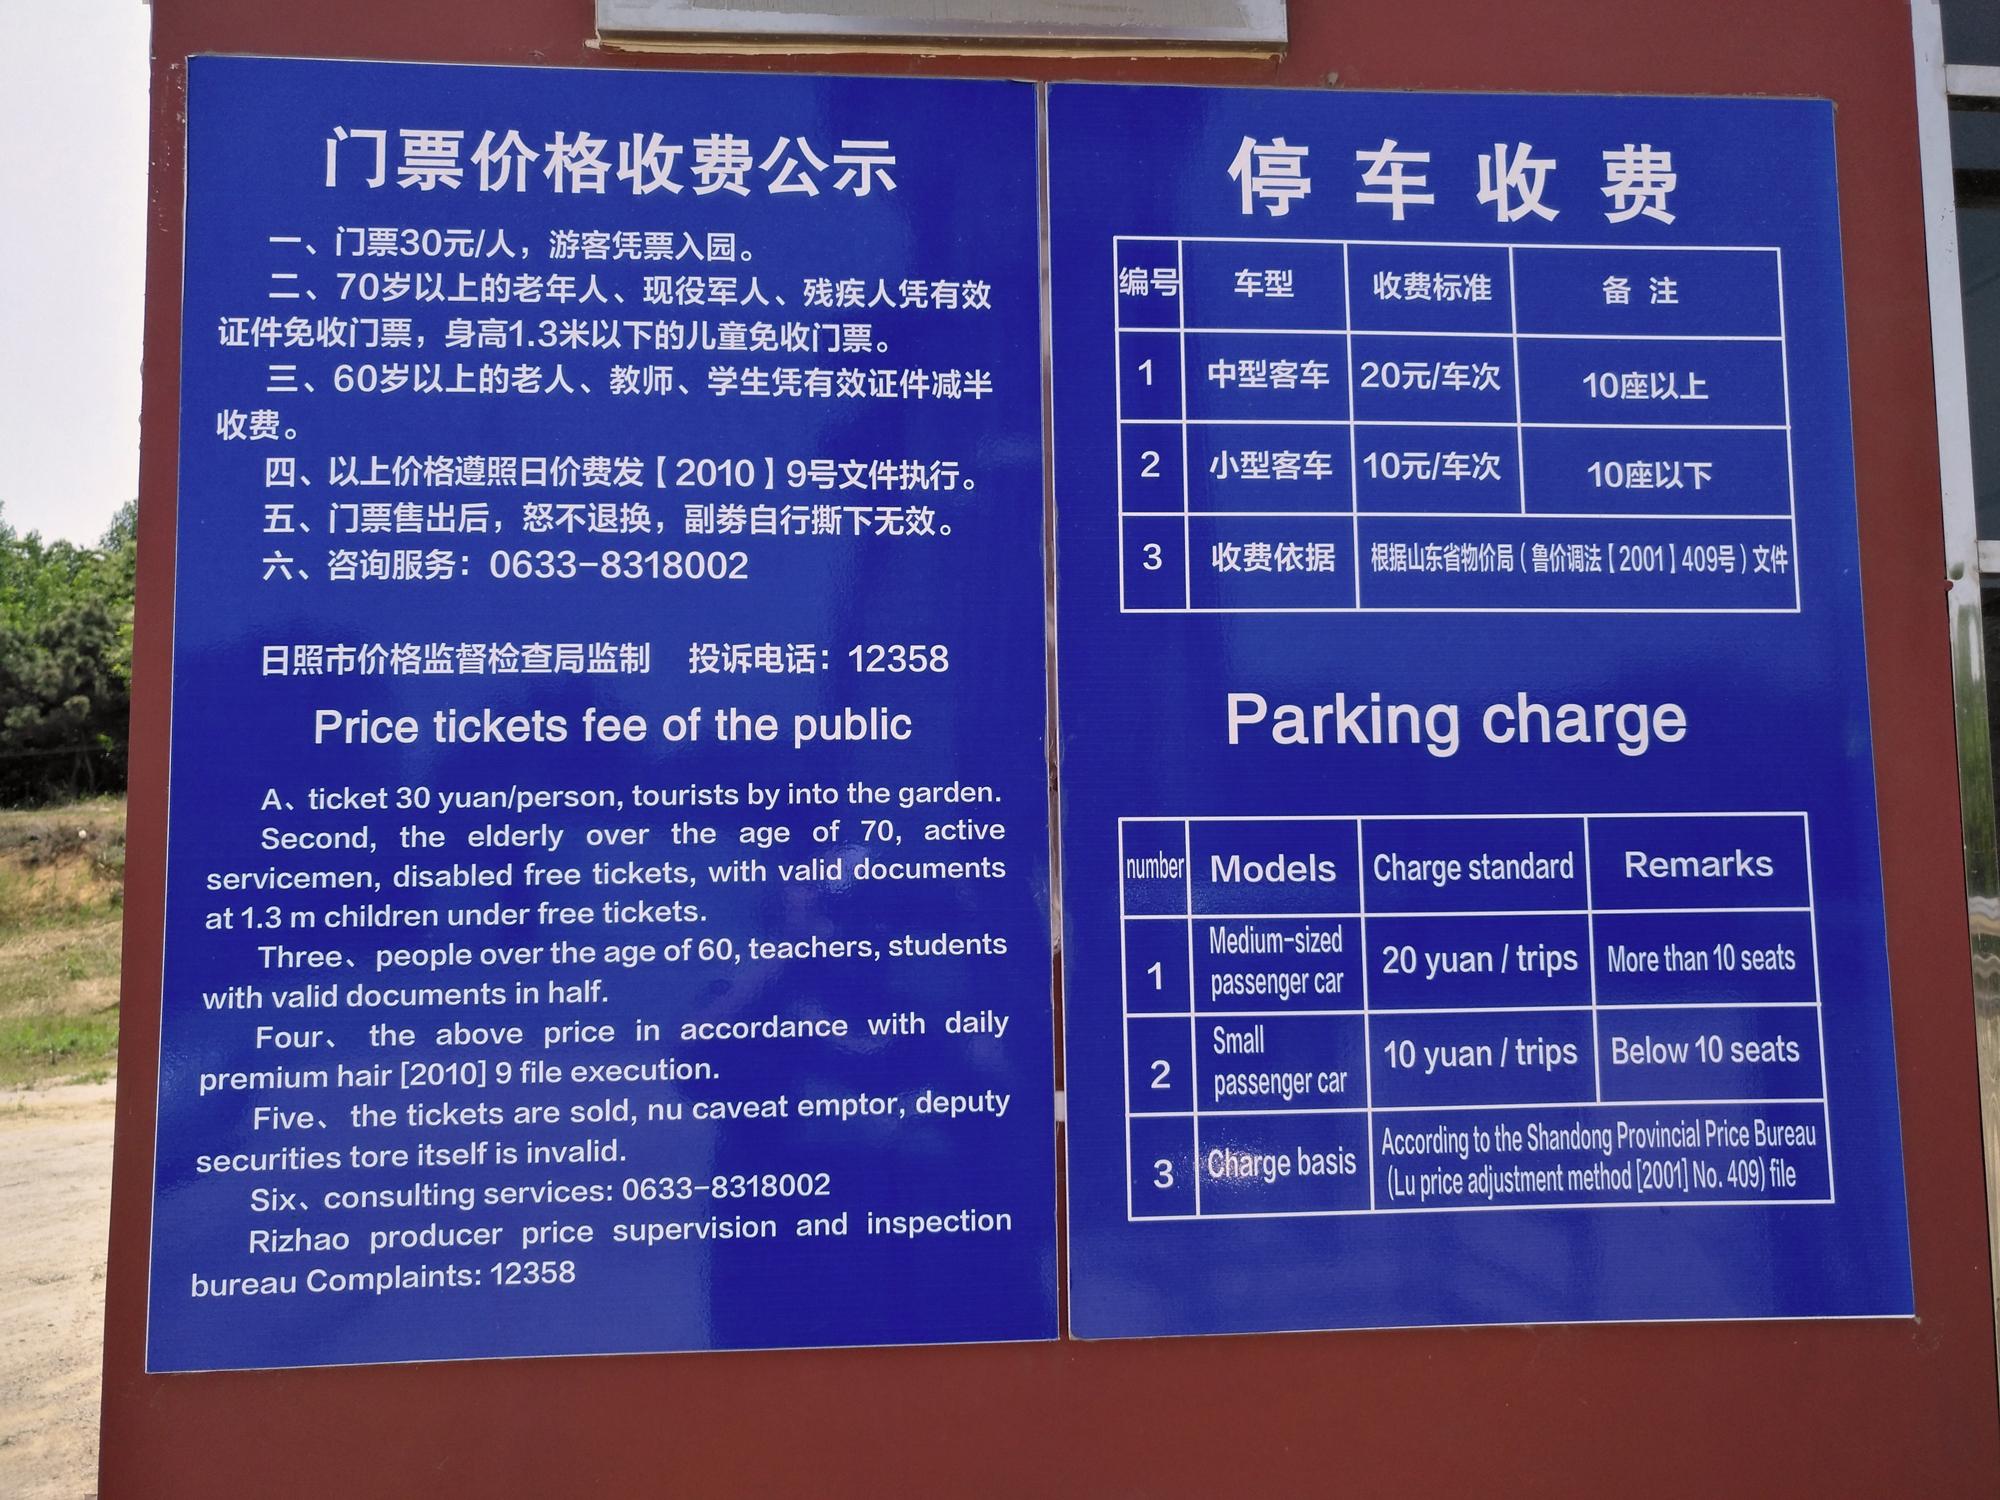 门票价格收费公示
一、门票30元/人，游客凭票入园。
二、70岁以上的老年人、现役军人、残疾人凭有效
证件免收门票，身高1.3米以下的儿童免收门票。
三、60岁以上的老人、教师、学生凭有效证件减半
收费。
四、以上价格遵照日价费发【2010】9号文件执行。
五、门票售出后，怒不退换，副劵自行撕下无效。
六、咨询服务：0633-8318002
日照市价格监督检查局监制 投诉电话：12358
Price tickets fee of the public
A、ticket 30 yuan/person, tourists by into the garden.
Second, the elderly over the age of 70, active
servicemen, disabled free tickets, with valid documents
at 1.3 m children under free tickets.
Three、 people over the age of 60, teachers, students
with valid documents in half.
Four、 the above price in accordance with daily
premium hair [2010] 9 file execution.
Five、 the tickets are sold, nu caveat emptor, deputy
securities tore itself is invalid.
Six、consulting services: 0633-8318002
Rizhao producer price supervision and inspection
bureau Complaints: 12358
停车收费
编号 车型 收费标准 备注
1 中型客车 20元/车次 10座以上
2 小型客车 10元/车次 10座以下
3 收费依据 根据山东省物价局（鲁价调法【2001】409号）文件
Parking charge
number Models Charge standard Remarks
1 Medium-sized passenger car 20 yuan / trips More than 10 seats
2 Small passenger car 10 yuan / trips Below 10 seats
3 Charge basis According to the Shandong Provincial Price Bureau
(Lu price adjustment method [2001] No. 409) file